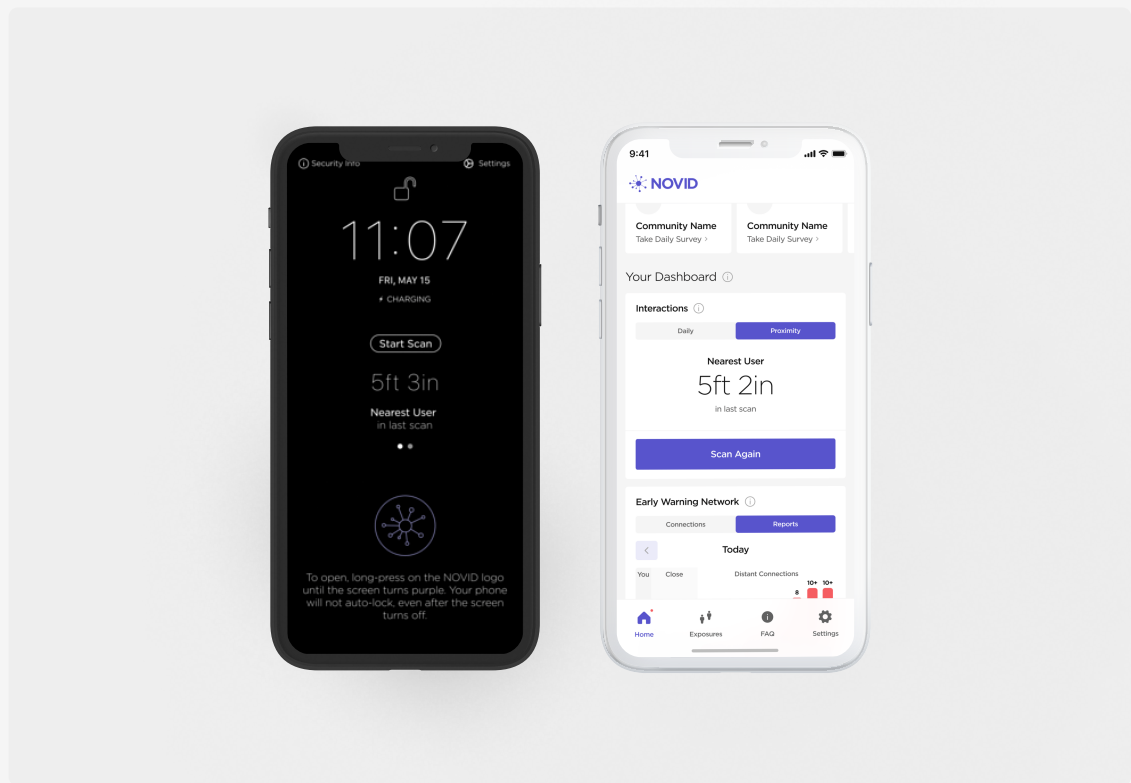 Security Info
Settings
11:07
FRI, MAY 15
CHARGING
Start Scan
5ft 3in
Nearest User
in last scan
To open, long-press on the NOVID logo
until the screen turns purple. Your phone
will not auto-lock, even after the screen
turns off.
9:41
NOVID
Community Name
Take Daily Survey ›
Community Name
Take Daily Survey ›
Your Dashboard
Interactions
Daily
Proximity
Nearest User
5ft 2in
in last scan
Scan Again
Early Warning Network
Connections
Reports
Today
You
Close
Distant Connections
8
10+
10+
Home
Exposures
FAQ
Settings